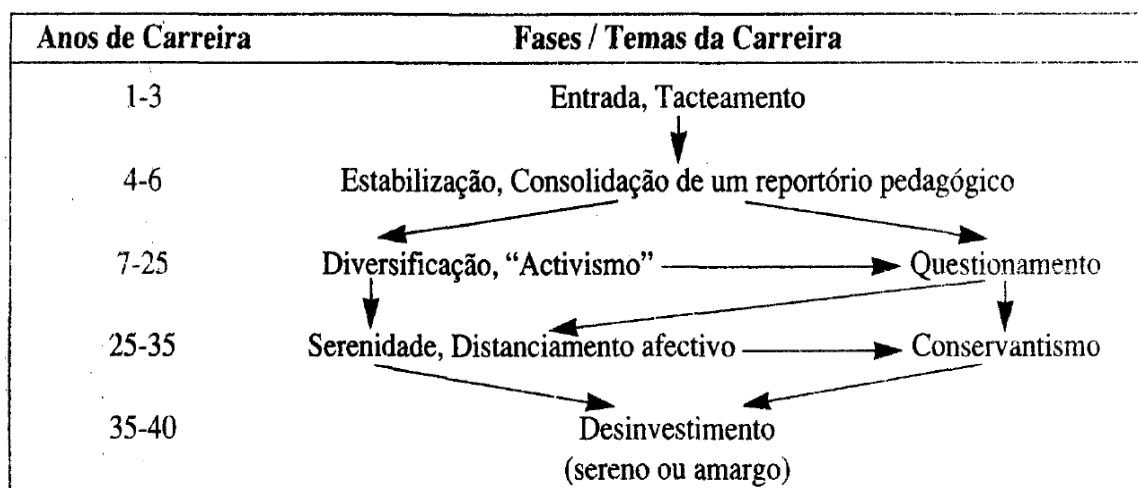 Anos de Carreira Fases / Temas da Carreira
1-3 Entrada, Tacteamento
4-6 Estabilização, Consolidação de um reportório pedagógico
7-25 Diversificação, “Activismo” Questionamento
25-35 Serenidade, Distanciamento afectivo Conservantismo
35-40 Desinvestimento
(sereno ou amargo)